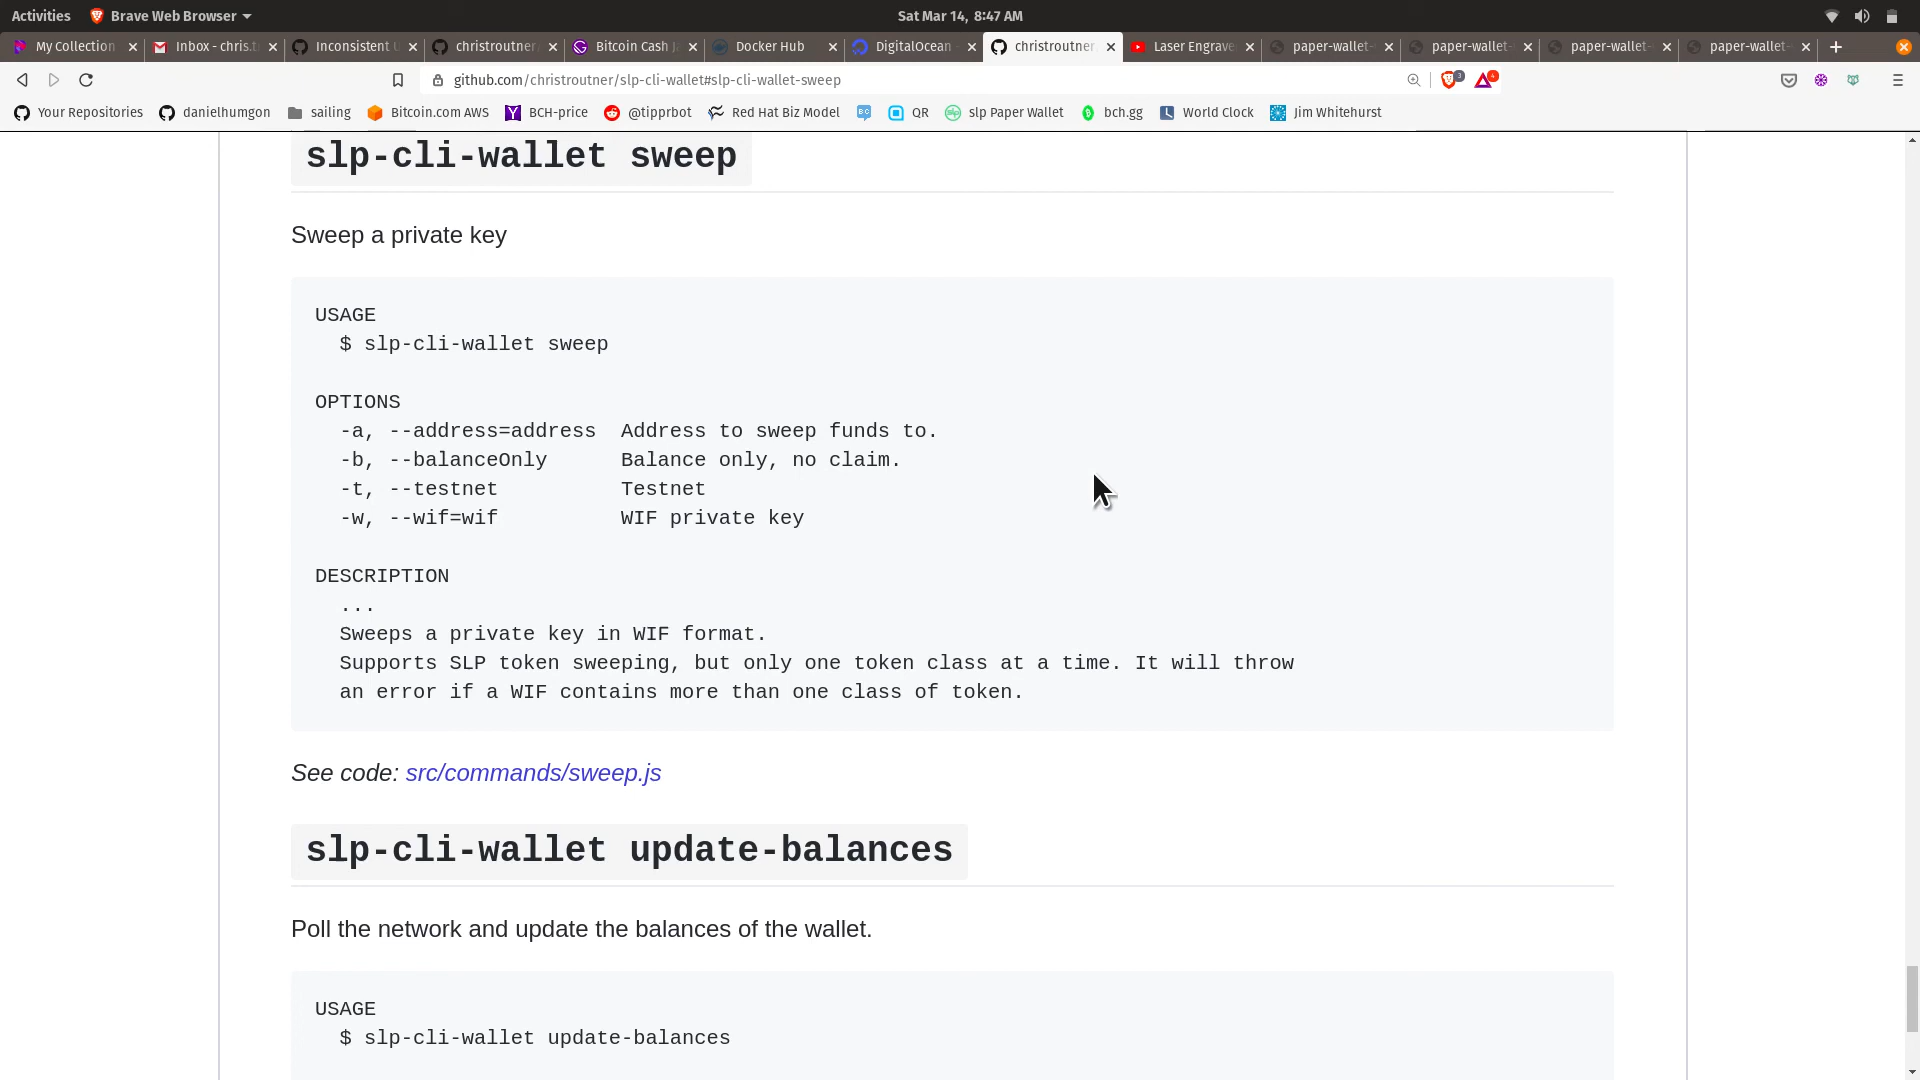 Activities Brave Web Browser Sat Mar 14, 8:47 AM
My Collection Inbox - chris.t Inconsistent U christroutner Bitcoin Cash J Docker Hub DigitalOcean - christroutner Laser Engrave paper-wallet- paper-wallet- paper-wallet- paper-wallet-
github.com/christroutner/slp-cli-wallet#slp-cli-wallet-sweep 3 4
Your Repositories danielhumgon sailing Bitcoin.com AWS BCH-price @tipprbot Red Hat Biz Model QR slp Paper Wallet bch.gg World Clock Jim Whitehurst
slp-cli-wallet sweep
Sweep a private key
USAGE
$ slp-cli-wallet sweep
OPTIONS
-a, --address=address Address to sweep funds to.
-b, --balanceOnly Balance only, no claim.
-t, --testnet Testnet
-w, --wif=wif WIF private key
DESCRIPTION
...
Sweeps a private key in WIF format.
Supports SLP token sweeping, but only one token class at a time. It will throw
an error if a WIF contains more than one class of token.
See code: src/commands/sweep.js
slp-cli-wallet update-balances
Poll the network and update the balances of the wallet.
USAGE
$ slp-cli-wallet update-balances